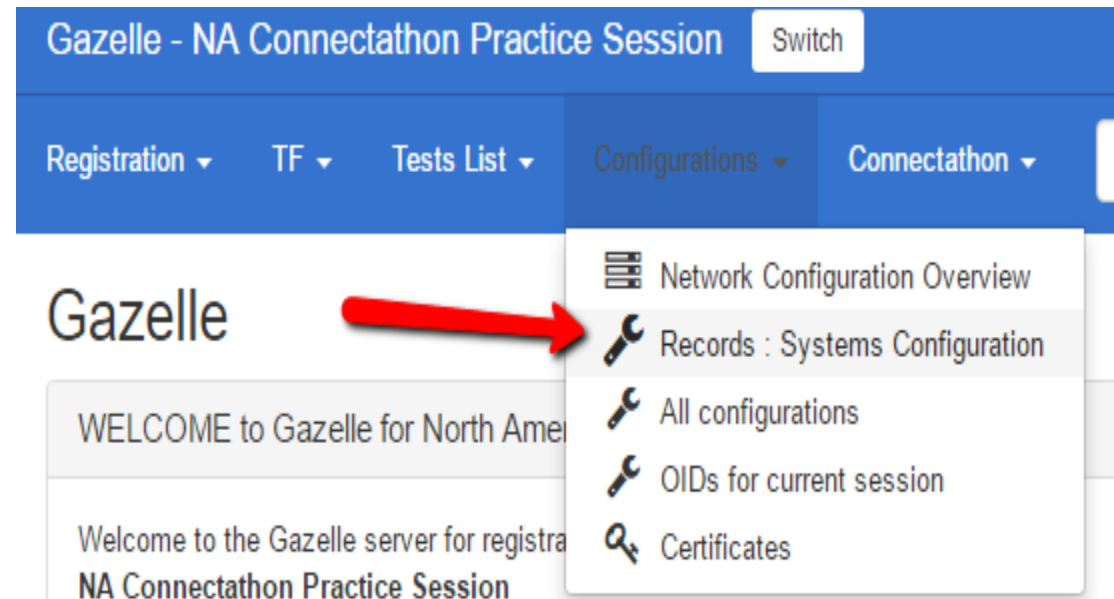 Gazelle - NA Connectathon Practice Session Switch
Registration TF Tests List Configurations Connectathon
Network Configuration Overview
Gazelle
Records : Systems Configuration
All configurations
WELCOME to Gazelle for North
OIDs for current session
Welcome to the Gazelle server for
Certificates
NA Connectathon Practice Session